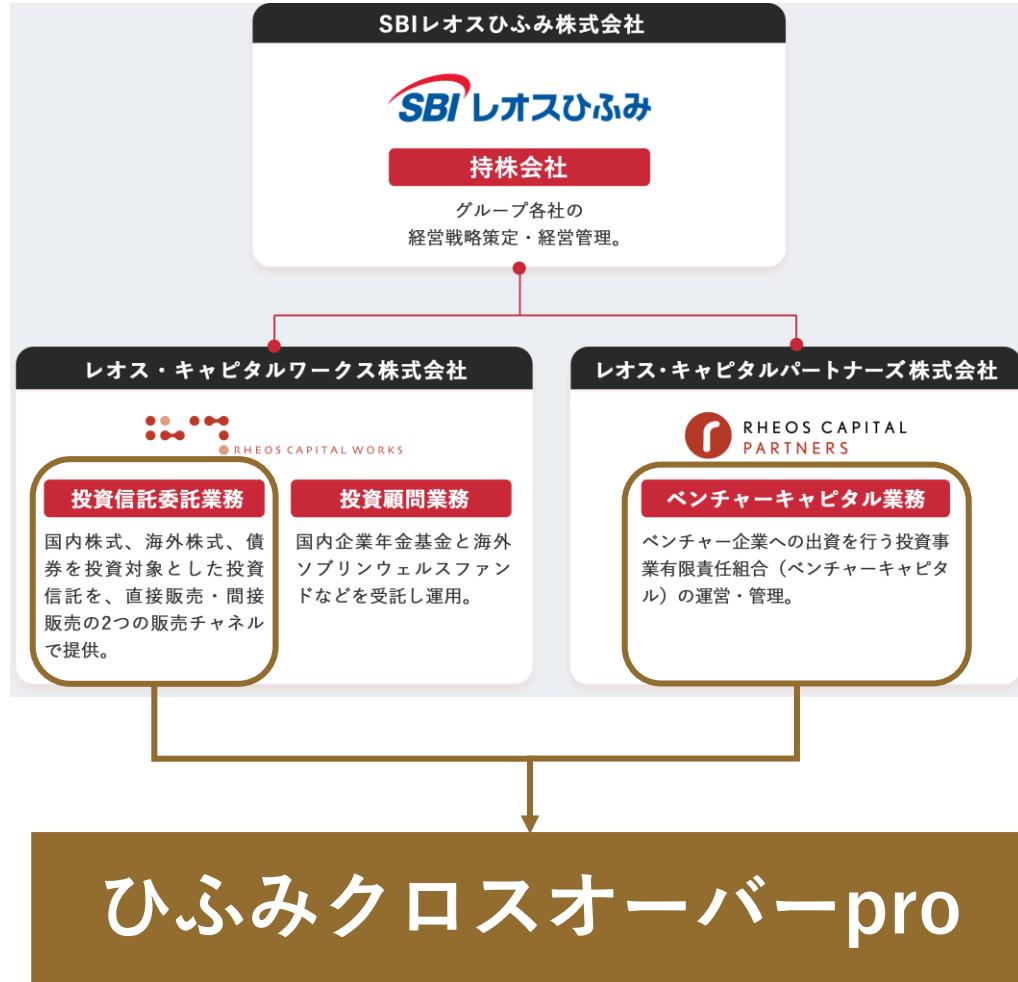 SBIレオスひふみ株式会社
SBIレオスひふみ
持株会社
グループ各社の
経営戦略策定・経営管理。
レオス・キャピタルワークス株式会社
RHEOS CAPITAL WORKS
投資信託委託業務
国内株式、海外株式、債
券を投資対象とした投資
信託を、直接販売・間接
販売の2つの販売チャネル
で提供。
投資顧問業務
国内企業年金基金と海外
ソブリンウェルスファン
ドなどを受託し運用。
レオス・キャピタルパートナーズ株式会社
r
RHEOS CAPITAL
PARTNERS
ベンチャーキャピタル業務
ベンチャー企業への出資を行う投資事
業有限責任組合（ベンチャーキャピタ
ル）の運営・管理。
ひふみクロスオーバーpro